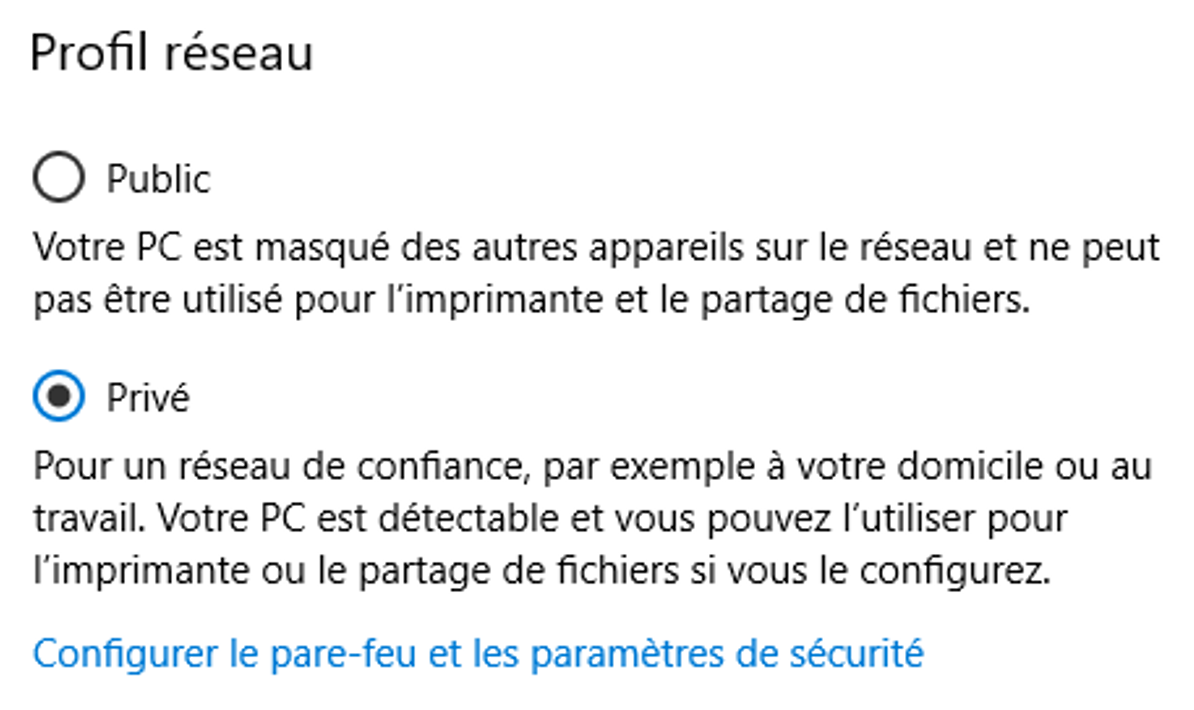 Profil réseau
Public
Votre PC est masqué des autres appareils sur le réseau et ne peut
pas être utilisé pour l’imprimante et le partage de fichiers.
Privé
Pour un réseau de confiance, par exemple à votre domicile ou au
travail. Votre PC est détectable et vous pouvez l’utiliser pour
l’imprimante ou le partage de fichiers si vous le configurez.
Configurer le pare-feu et les paramètres de sécurité